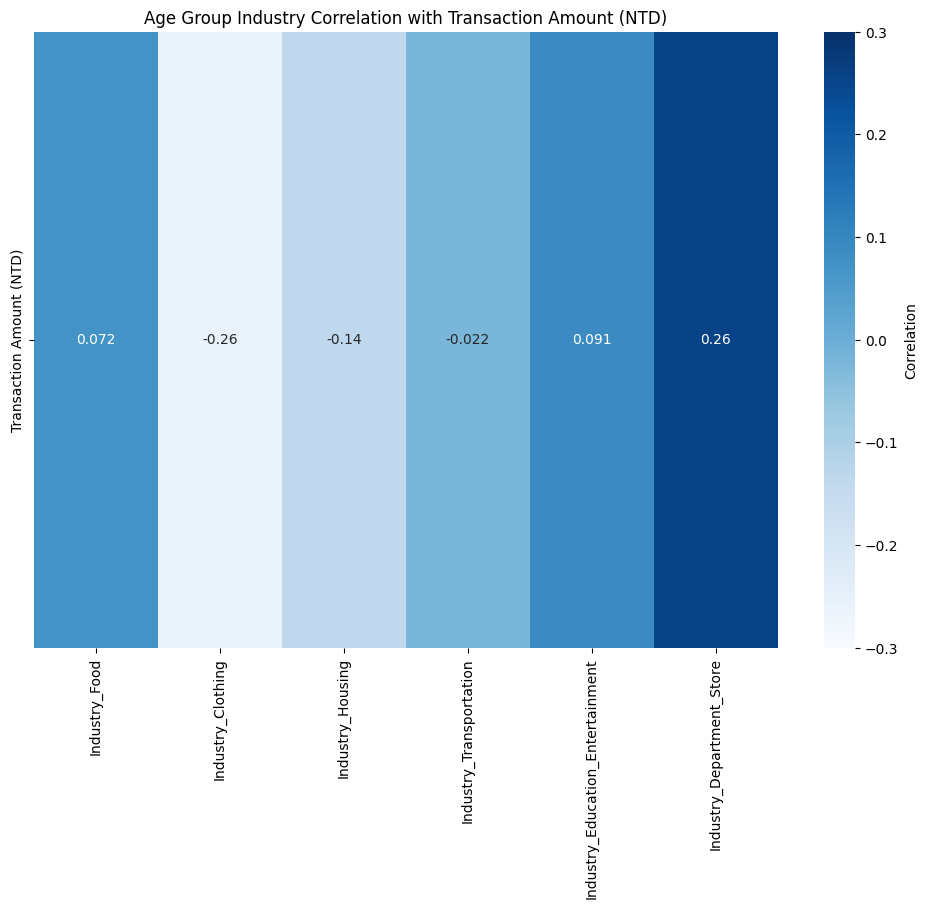 Age Group Industry Correlation with Transaction Amount (NTD)
Transaction Amount (NTD)
0.072
-0.26
-0.14
-0.022
0.091
0.26
Industry_Food
Industry_Clothing
Industry_Housing
Industry_Transportation
Industry_Education_Entertainment
Industry_Department_Store
0.3
0.2
0.1
0.0
−0.1
−0.2
−0.3
Correlation